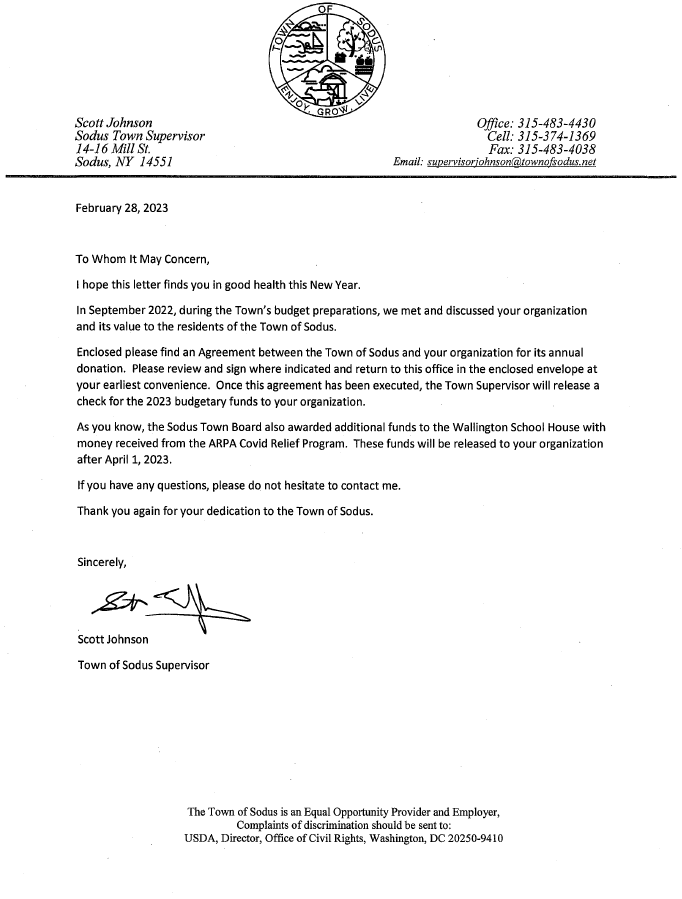 TOWN OF SODUS
ENJOY, GROW, LIVE
Scott Johnson
Sodus Town Supervisor
14-16 Mill St.
Sodus, NY 14551
Office: 315-483-4430
Cell: 315-374-1369
Fax: 315-483-4038
Email: supervisorjohnson@townofsodus.net
February 28, 2023
To Whom It May Concern,
I hope this letter finds you in good health this New Year.
In September 2022, during the Town's budget preparations, we met and discussed your organization
and its value to the residents of the Town of Sodus.
Enclosed please find an Agreement between the Town of Sodus and your organization for its annual
donation. Please review and sign where indicated and return to this office in the enclosed envelope at
your earliest convenience. Once this agreement has been executed, the Town Supervisor will release a
check for the 2023 budgetary funds to your organization.
As you know, the Sodus Town Board also awarded additional funds to the Wallington School House with
money received from the ARPA Covid Relief Program. These funds will be released to your organization
after April 1, 2023.
If you have any questions, please do not hesitate to contact me.
Thank you again for your dedication to the Town of Sodus.
Sincerely,
Scott Johnson
Town of Sodus Supervisor
The Town of Sodus is an Equal Opportunity Provider and Employer,
Complaints of discrimination should be sent to:
USDA, Director, Office of Civil Rights, Washington, DC 20250-9410